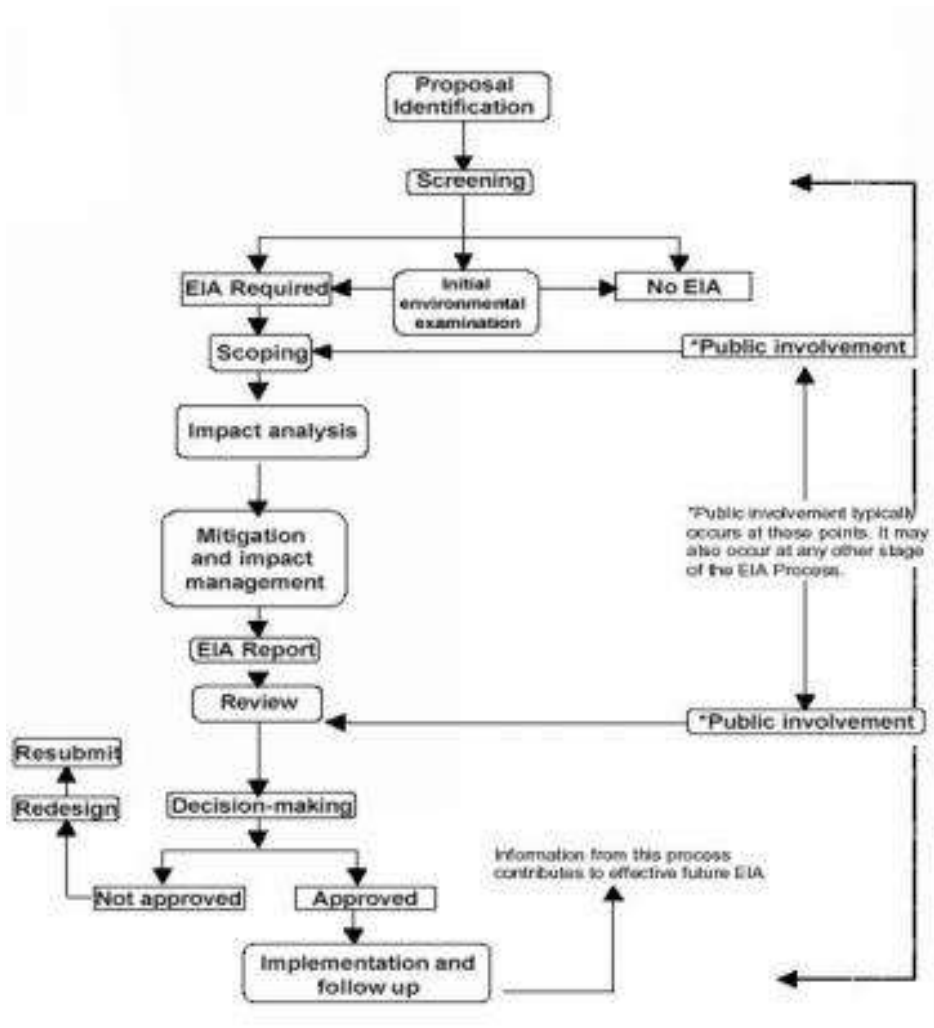 Proposal
Identification
Screening
EIA Required
Initial
environmental
examination
No EIA
Scoping
*Public involvement
Impact analysis
*Public involvement typically
occurs at these points. It may
also occur at any other stage
of the EIA Process.
Mitigation
and impact
management
EIA Report
Review
*Public involvement
Resubmit
Redesign
Decision-making
Not approved
Approved
Information from this process
contributes to effective future EIA
Implementation and
follow up